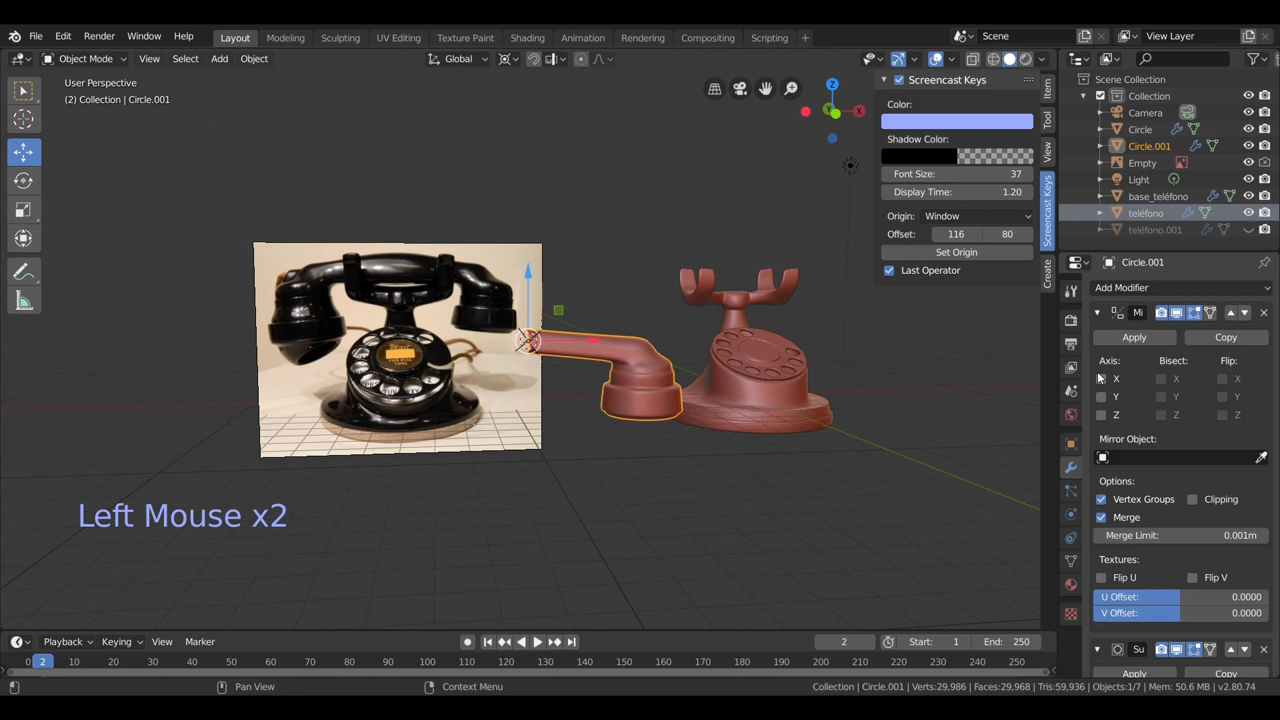 File Edit Render Window Help Layout Modeling Sculpting UV Editing Texture Paint Shading Animation Rendering Compositing Scripting + Scene View Layer
Object Mode View Select Add Object Global
User Perspective
(2) Collection | Circle.001
Screencast Keys
Color:
Shadow Color:
Font Size: 37
Display Time: 1.20
Origin: Window
Offset: 116 80
Set Origin
Last Operator
Item
Tool
View
Screencast Keys
Create
Z
X
Y
Scene Collection
Collection
Camera
Circle
Circle.001
Empty
Light
base_teléfono
teléfono
teléfono.001
Circle.001
Add Modifier
Mi
Apply Copy
Axis: Bisect: Flip:
X X X
Y Y Y
Z Z Z
Mirror Object:
Options:
Vertex Groups Clipping
Merge
Merge Limit: 0.001m
Textures:
Flip U Flip V
U Offset: 0.0000
V Offset: 0.0000
Su
Apply Copy
Left Mouse x2
Playback Keying View Marker 2 Start: 1 End: 250
0 2 10 20 30 40 50 60 70 80 90 100 110 120 130 140 150 160 170 180 190 200 210 220 230 240 250
Pan View Context Menu Collection | Circle.001 | Verts:29,986 | Faces:29,968 | Tris:59,936 | Objects:1/7 | Mem: 50.6 MB | v2.80.74